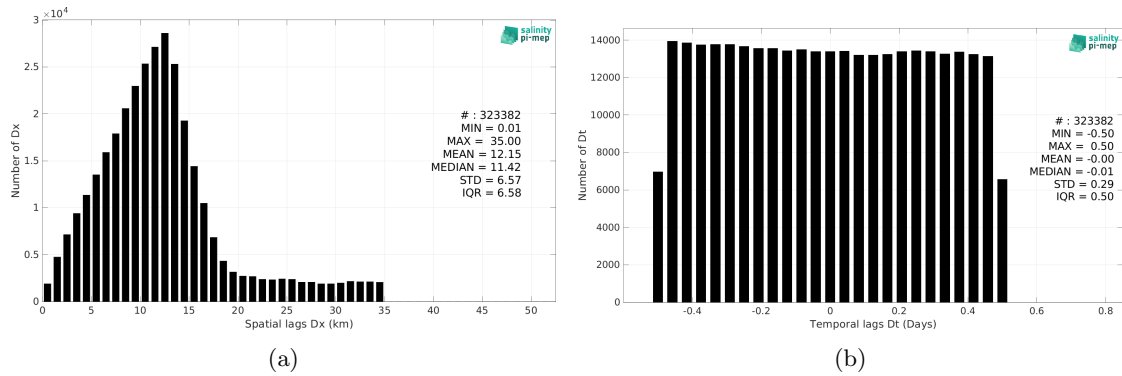 ×10⁴
3
2.5
2
1.5
1
0.5
0
Number of Dx
0 5 10 15 20 25 30 35 40 45 50
Spatial lags Dx (km)
salinity
pi-mep
# : 323382
MIN = 0.01
MAX = 35.00
MEAN = 12.15
MEDIAN = 11.42
STD = 6.57
IQR = 6.58
(a)
14000
12000
10000
8000
6000
4000
2000
0
Number of Dt
-0.4 -0.2 0 0.2 0.4 0.6 0.8
Temporal lags Dt (Days)
salinity
pi-mep
# : 323382
MIN = -0.50
MAX = 0.50
MEAN = -0.00
MEDIAN = -0.01
STD = 0.29
IQR = 0.50
(b)